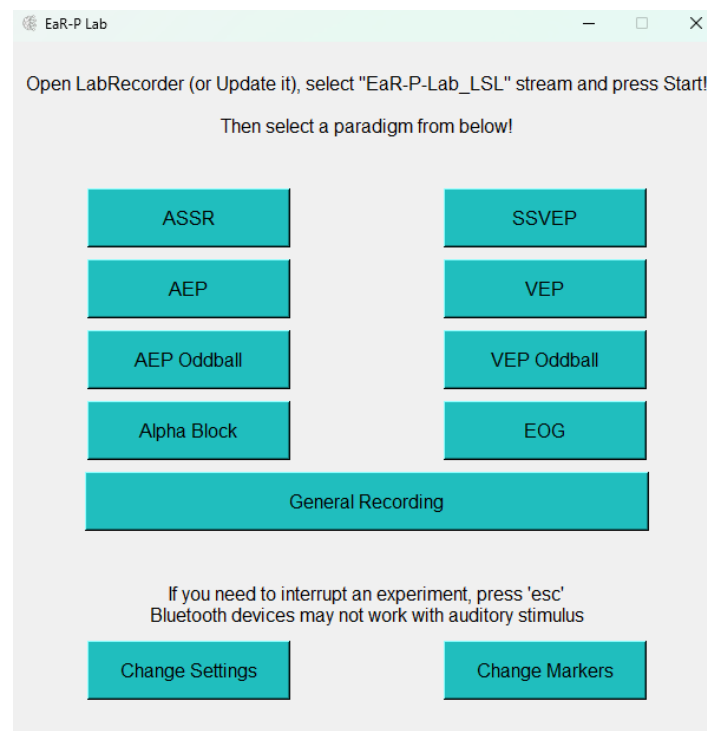 EaR-P Lab
Open LabRecorder (or Update it), select "EaR-P-Lab_LSL" stream and press Start!
Then select a paradigm from below!
ASSR
SSVEP
AEP
VEP
AEP Oddball
VEP Oddball
Alpha Block
EOG
General Recording
If you need to interrupt an experiment, press 'esc'
Bluetooth devices may not work with auditory stimulus
Change Settings
Change Markers